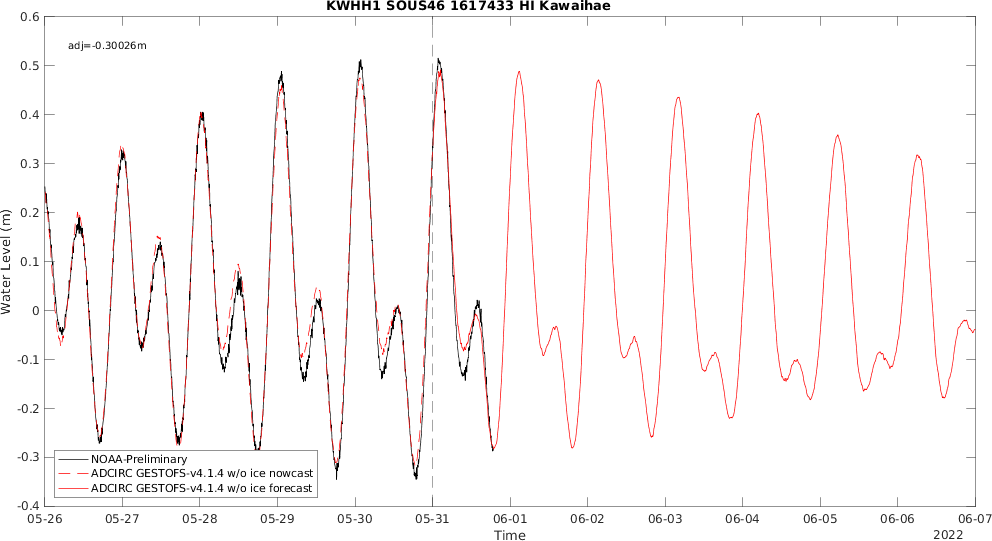 KWHH1 SOUS46 1617433 HI Kawaihae
adj=-0.30026m
Water Level (m)
0.6
0.5
0.4
0.3
0.2
0.1
0
-0.1
-0.2
-0.3
-0.4
NOAA-Preliminary
ADCIRC GESTOFS-v4.1.4 w/o ice nowcast
ADCIRC GESTOFS-v4.1.4 w/o ice forecast
05-26 05-27 05-28 05-29 05-30 05-31 06-01 06-02 06-03 06-04 06-05 06-06 06-07
Time
2022